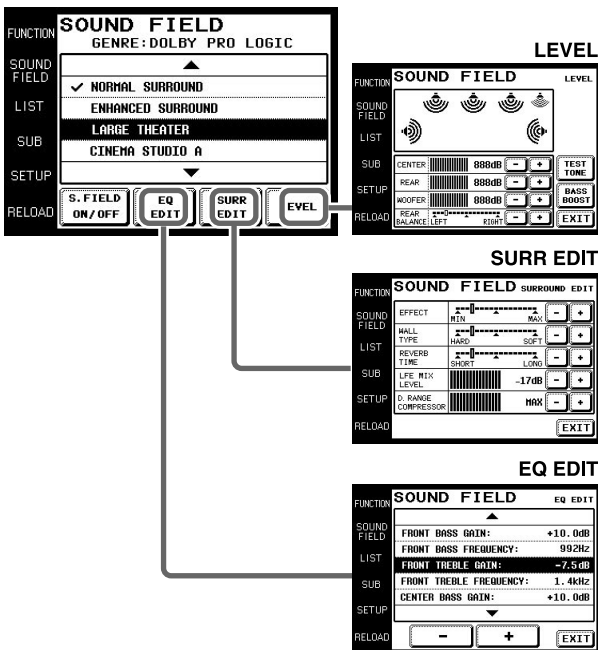 SOUND FIELD
GENRE:DOLBY PRO LOGIC
FUNCTION
SOUND FIELD
LIST
SUB
SETUP
RELOAD
NORMAL SURROUND
ENHANCED SURROUND
LARGE THEATER
CINEMA STUDIO A
S.FIELD ON/OFF
EQ EDIT
SURR EDIT
EVEL
LEVEL
SOUND FIELD LEVEL
FUNCTION
SOUND FIELD
LIST
SUB
SETUP
RELOAD
CENTER 888dB - +
REAR 888dB - +
WOOFER 888dB - +
REAR BALANCE LEFT RIGHT - +
TEST TONE
BASS BOOST
EXIT
SURR EDIT
SOUND FIELD SURROUND EDIT
FUNCTION
SOUND FIELD
LIST
SUB
SETUP
RELOAD
EFFECT MIN MAX - +
WALL TYPE HARD SOFT - +
REVERB TIME SHORT LONG - +
LFE MIX LEVEL -17dB - +
D. RANGE COMPRESSOR MAX - +
EXIT
EQ EDIT
SOUND FIELD EQ EDIT
FUNCTION
SOUND FIELD
LIST
SUB
SETUP
RELOAD
FRONT BASS GAIN: +10.0dB
FRONT BASS FREQUENCY: 992Hz
FRONT TREBLE GAIN: -7.5dB
FRONT TREBLE FREQUENCY: 1.4kHz
CENTER BASS GAIN: +10.0dB
- + EXIT